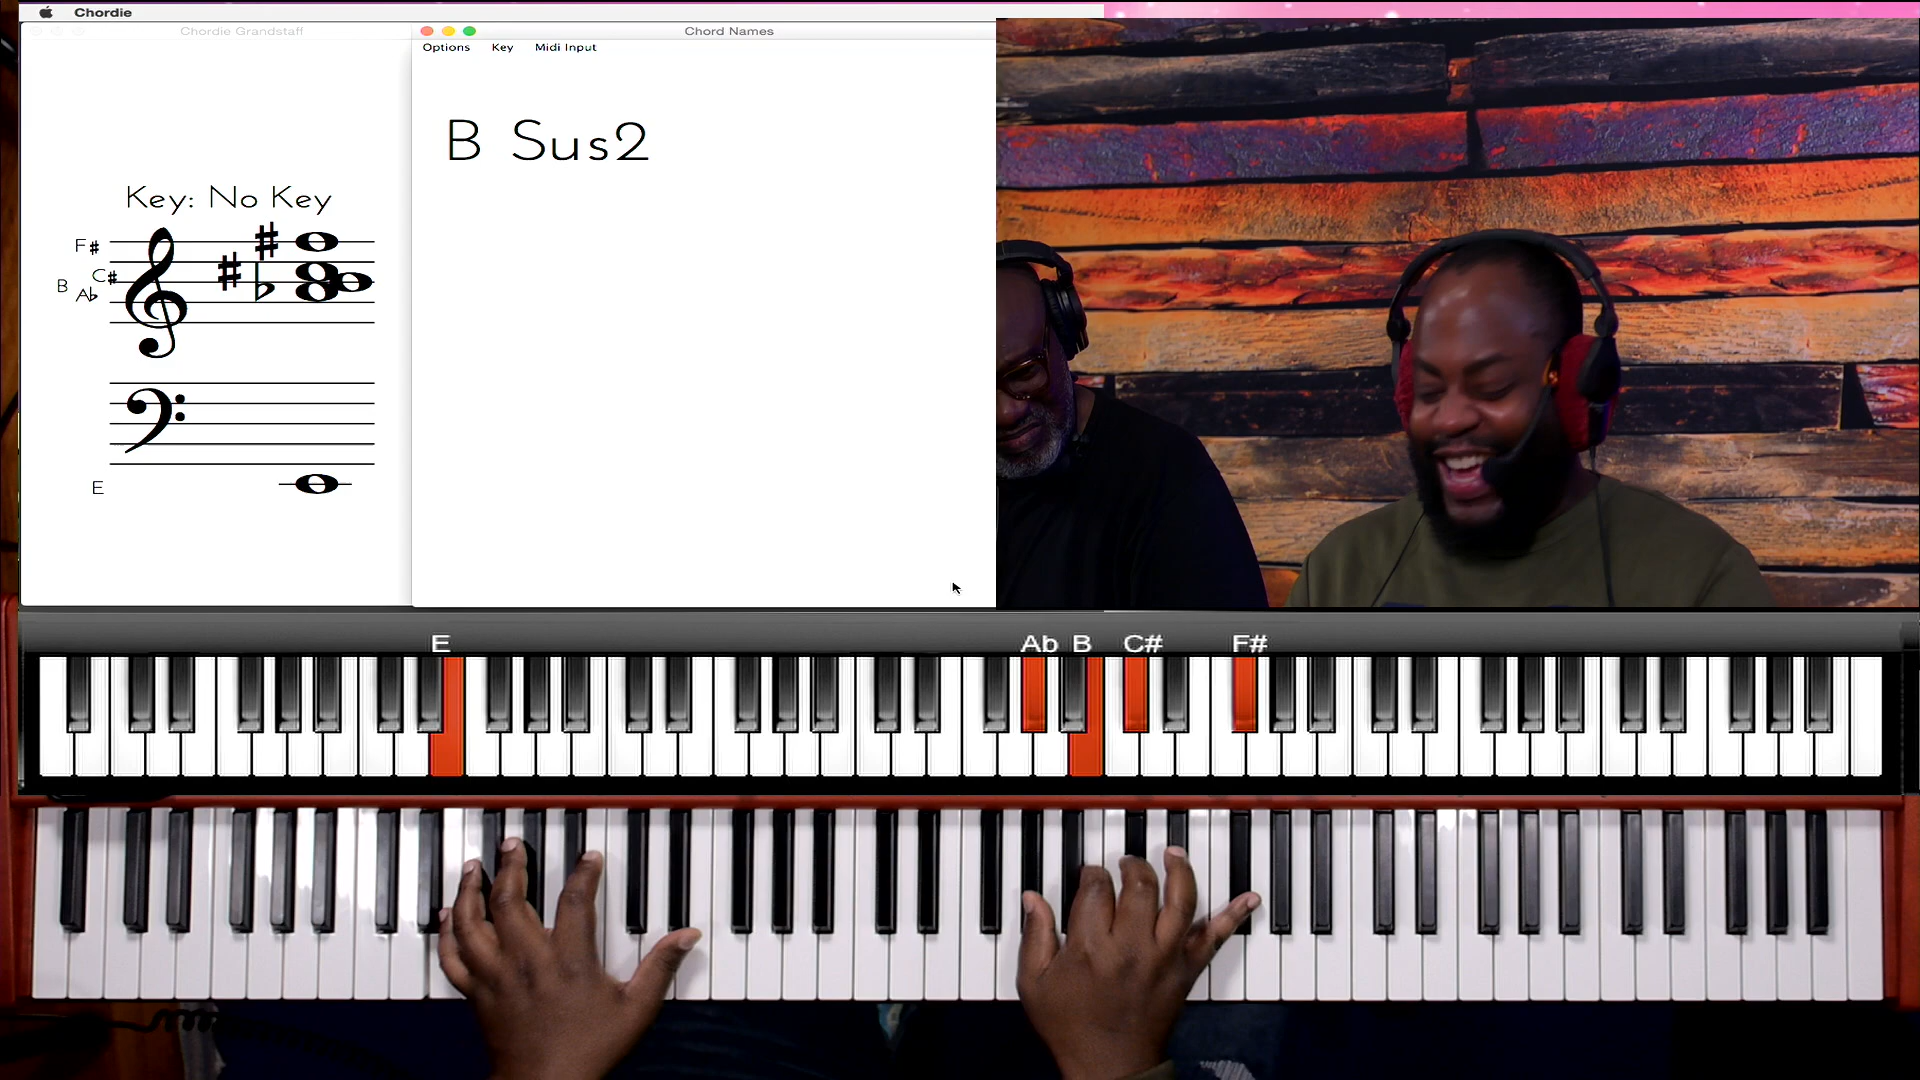 Chordie
Chordie Grandstaff
Chord Names
Options Key Midi Input
B Sus2
Key: No Key
F#
C#
B
Ab
E
E Ab B C# F#